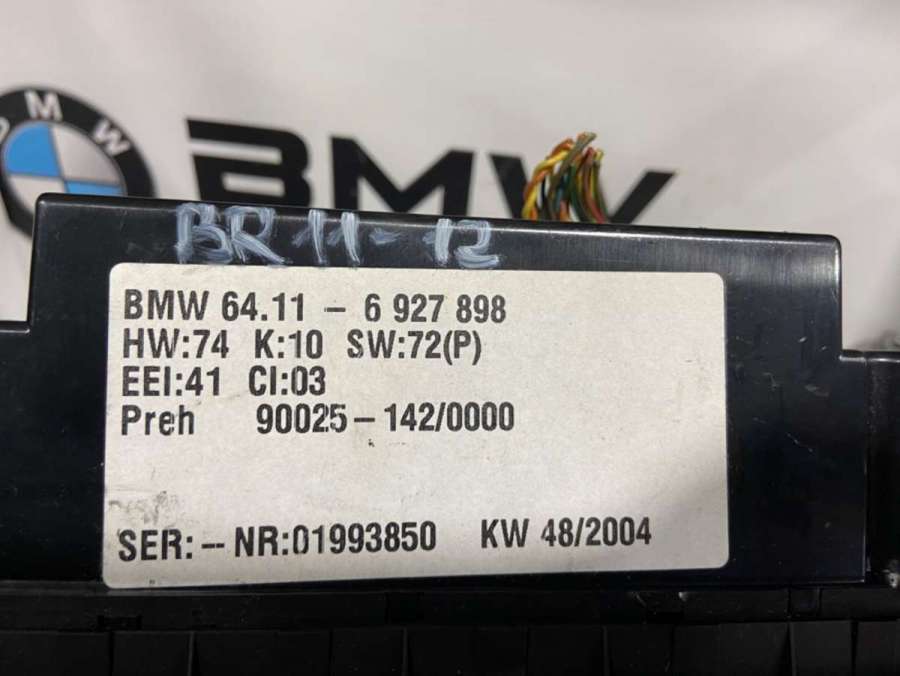 BMW
BMW
BR 11-12
BMW 64.11 - 6 927 898
HW:74 K:10 SW:72(P)
EEI:41 CI:03
Preh 90025-142/0000
SER:-NR:01993850 KW 48/2004